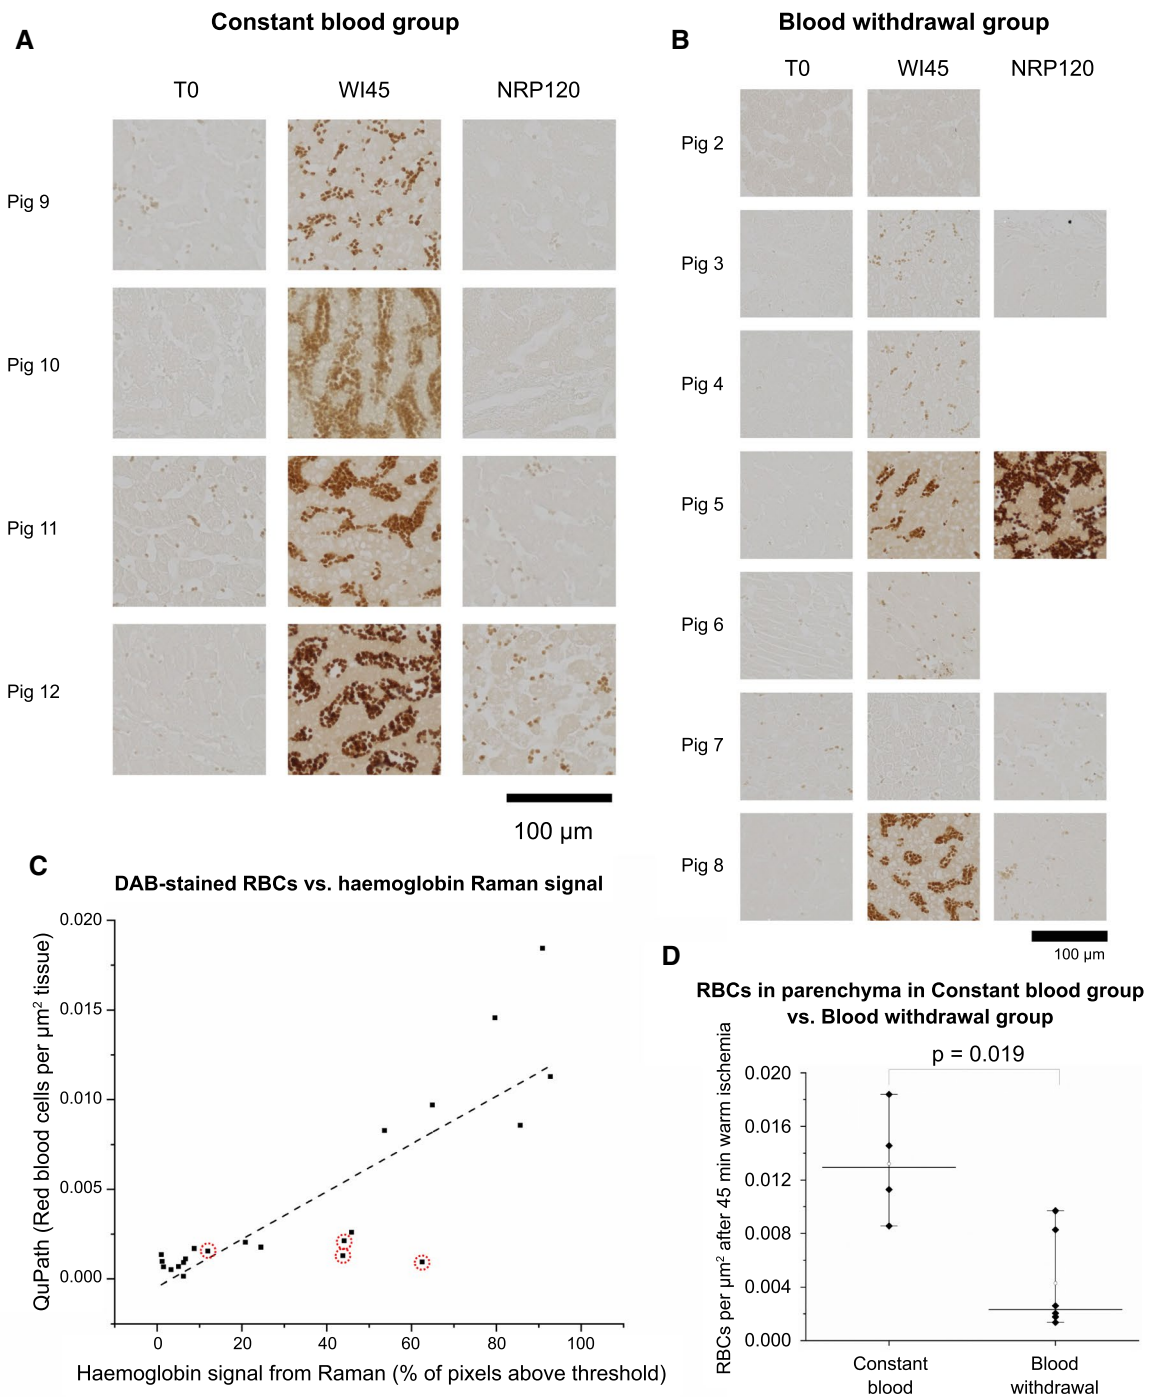 Constant blood group
A
T0
WI45
NRP120
Pig 9
Pig 10
Pig 11
Pig 12
100 µm
Blood withdrawal group
B
T0
WI45
NRP120
Pig 2
Pig 3
Pig 4
Pig 5
Pig 6
Pig 7
Pig 8
100 µm
C
DAB-stained RBCs vs. haemoglobin Raman signal
QuPath (Red blood cells per µm² tissue)
0.020
0.015
0.010
0.005
0.000
0
20
40
60
80
100
Haemoglobin signal from Raman (% of pixels above threshold)
D
RBCs in parenchyma in Constant blood group
vs. Blood withdrawal group
RBCs per µm² after 45 min warm ischemia
p = 0.019
0.020
0.016
0.012
0.008
0.004
0.000
Constant
blood
Blood
withdrawal